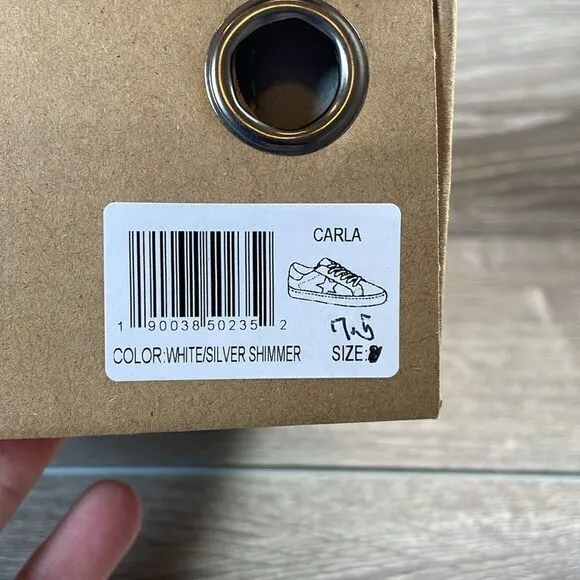 CARLA
1 90038 50235 2
7.5
COLOR:WHITE/SILVER SHIMMER
SIZE: